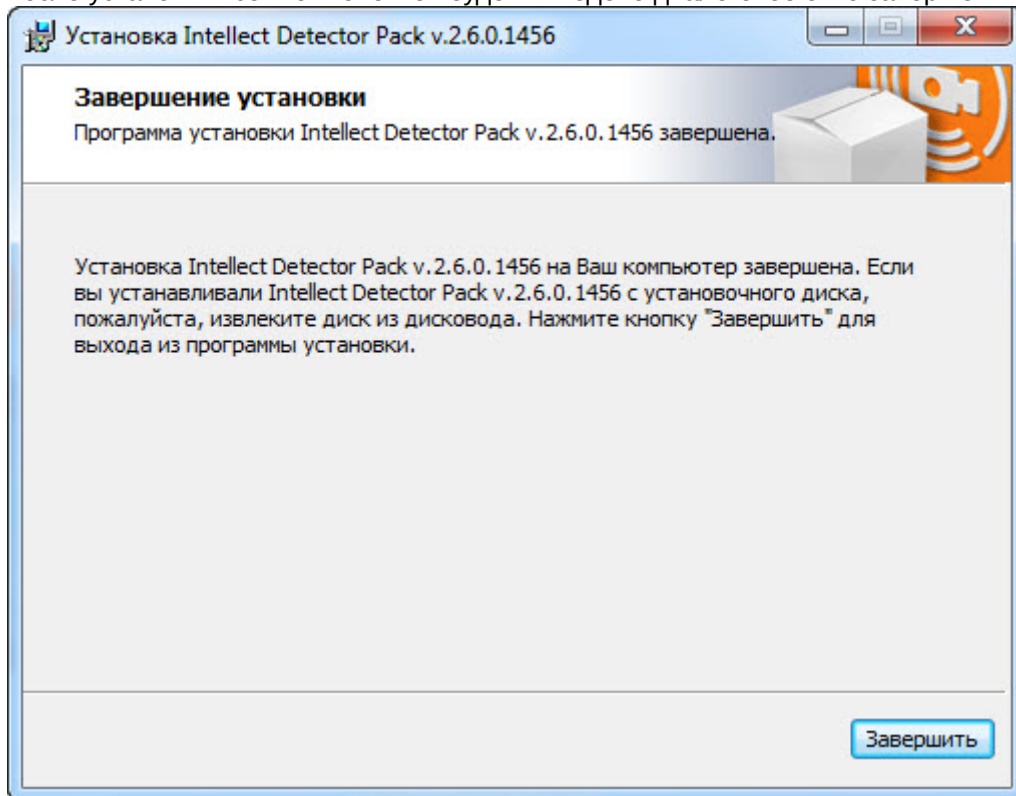 Установка Intellect Detector Pack v.2.6.0.1456
Завершение установки
Программа установки Intellect Detector Pack v.2.6.0.1456 завершена.
Установка Intellect Detector Pack v.2.6.0.1456 на Ваш компьютер завершена. Если
вы устанавливали Intellect Detector Pack v.2.6.0.1456 с установочного диска,
пожалуйста, извлеките диск из дисковода. Нажмите кнопку "Завершить" для
выхода из программы установки.
Завершить